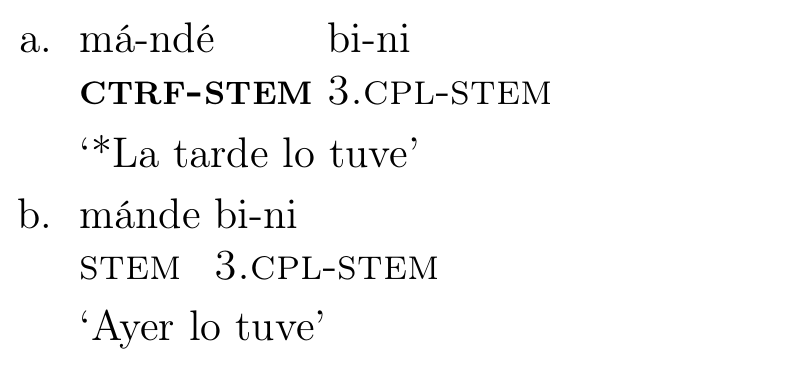 a. má-ndé bi-ni
CTRF-STEM 3.CPL-STEM
‘*La tarde lo tuve’
b. mánde bi-ni
STEM 3.CPL-STEM
‘Ayer lo tuve’